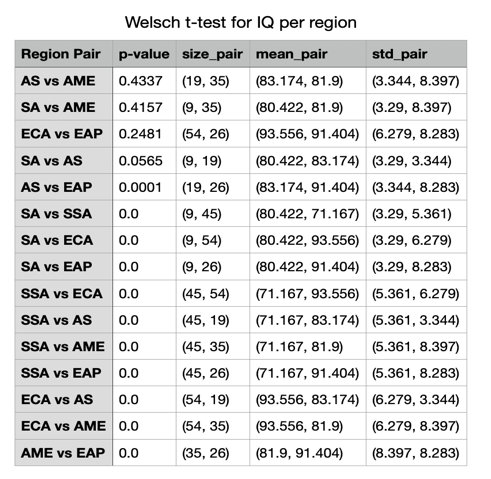 Welsch t-test for IQ per region
Region Pair p-value size_pair mean_pair std_pair
AS vs AME 0.4337 (19, 35) (83.174, 81.9) (3.344, 8.397)
SA vs AME 0.4157 (9, 35) (80.422, 81.9) (3.29, 8.397)
ECA vs EAP 0.2481 (54, 26) (93.556, 91.404) (6.279, 8.283)
SA vs AS 0.0565 (9, 19) (80.422, 83.174) (3.29, 3.344)
AS vs EAP 0.0001 (19, 26) (83.174, 91.404) (3.344, 8.283)
SA vs SSA 0.0 (9, 45) (80.422, 71.167) (3.29, 5.361)
SA vs ECA 0.0 (9, 54) (80.422, 93.556) (3.29, 6.279)
SA vs EAP 0.0 (9, 26) (80.422, 91.404) (3.29, 8.283)
SSA vs ECA 0.0 (45, 54) (71.167, 93.556) (5.361, 6.279)
SSA vs AS 0.0 (45, 19) (71.167, 83.174) (5.361, 3.344)
SSA vs AME 0.0 (45, 35) (71.167, 81.9) (5.361, 8.397)
SSA vs EAP 0.0 (45, 26) (71.167, 91.404) (5.361, 8.283)
ECA vs AS 0.0 (54, 19) (93.556, 83.174) (6.279, 3.344)
ECA vs AME 0.0 (54, 35) (93.556, 81.9) (6.279, 8.397)
AME vs EAP 0.0 (35, 26) (81.9, 91.404) (8.397, 8.283)